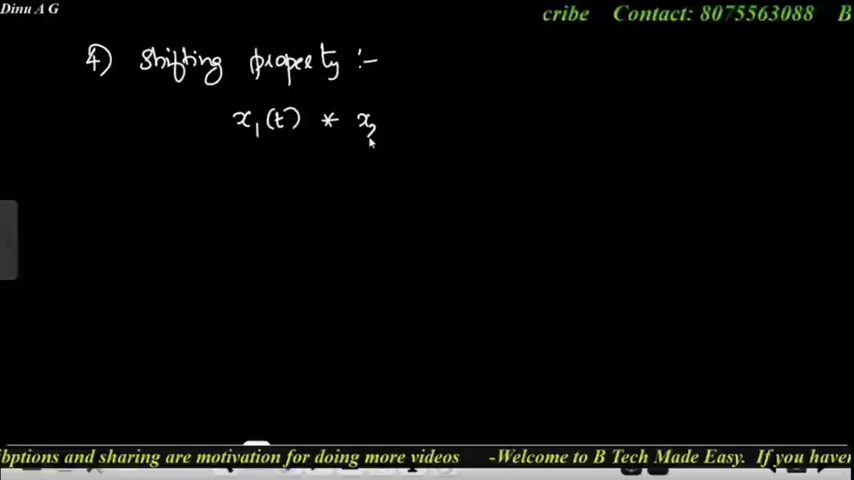 Dinu A G
cribe Contact: 8075563088 B
4) Shifting property :-
x₁(t) * x₂
ibptions and sharing are motivation for doing more videos -Welcome to B Tech Made Easy. If you haven